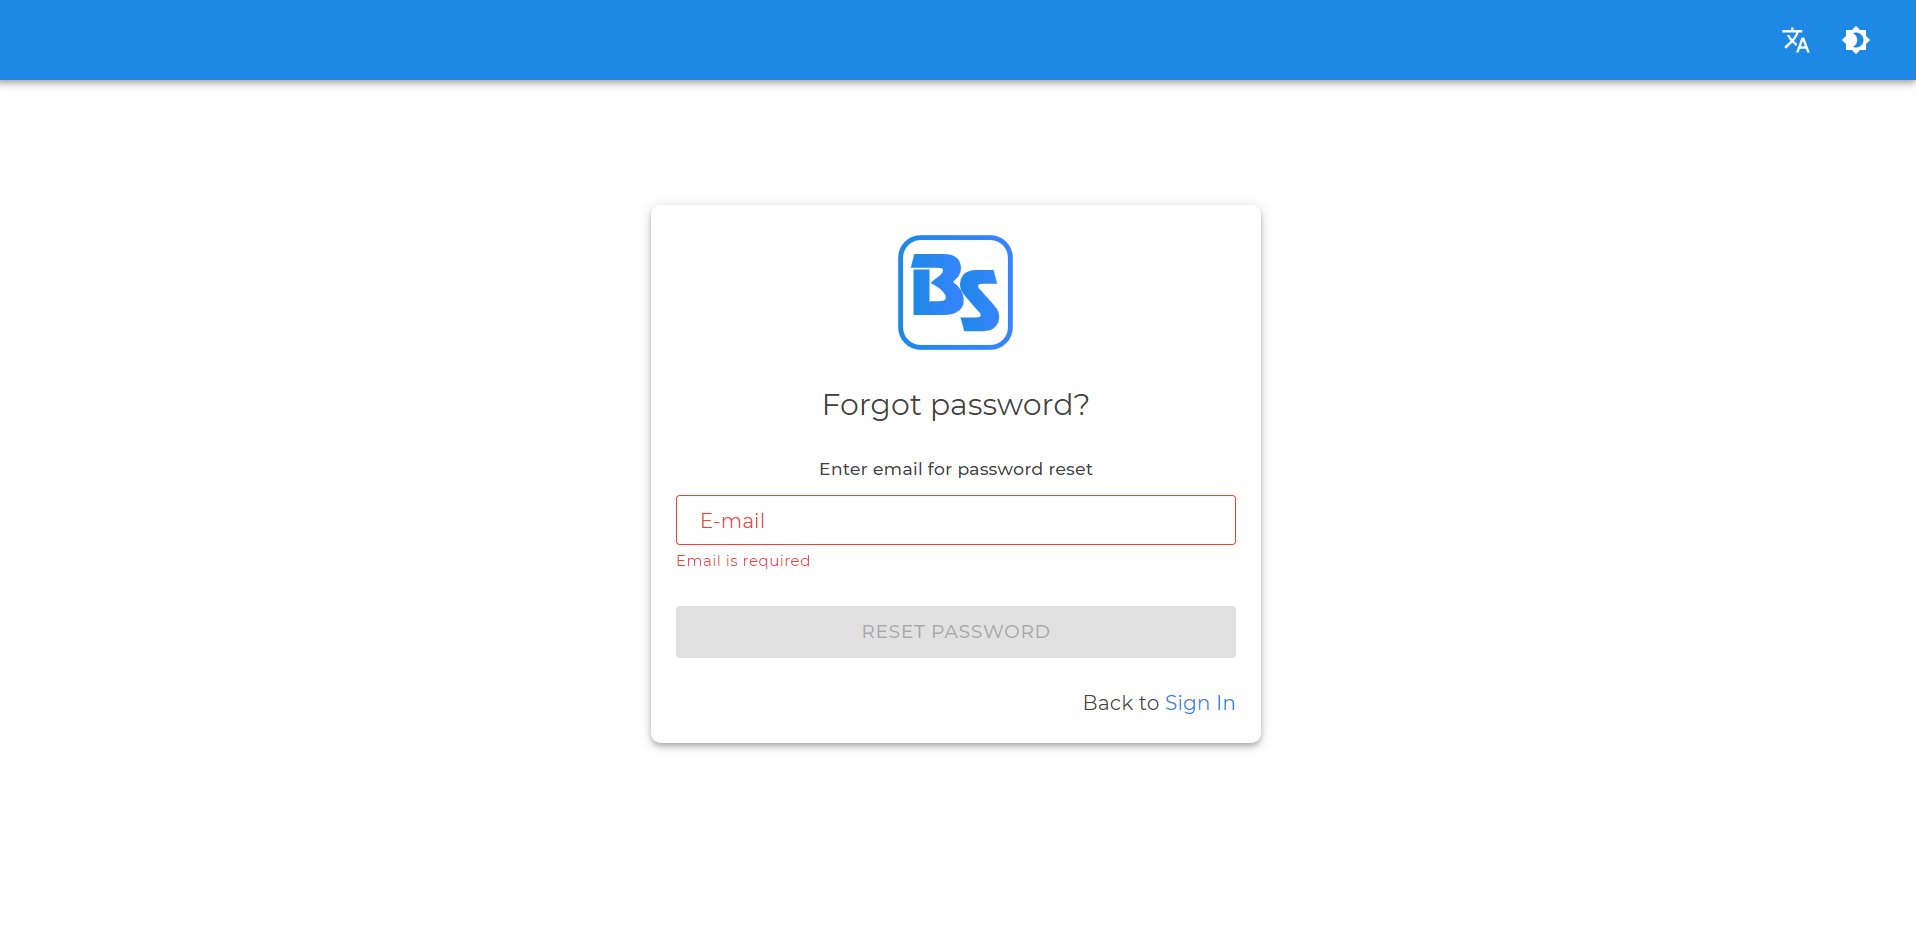 BS
Forgot password?
Enter email for password reset
E-mail
Email is required
RESET PASSWORD
Back to Sign In